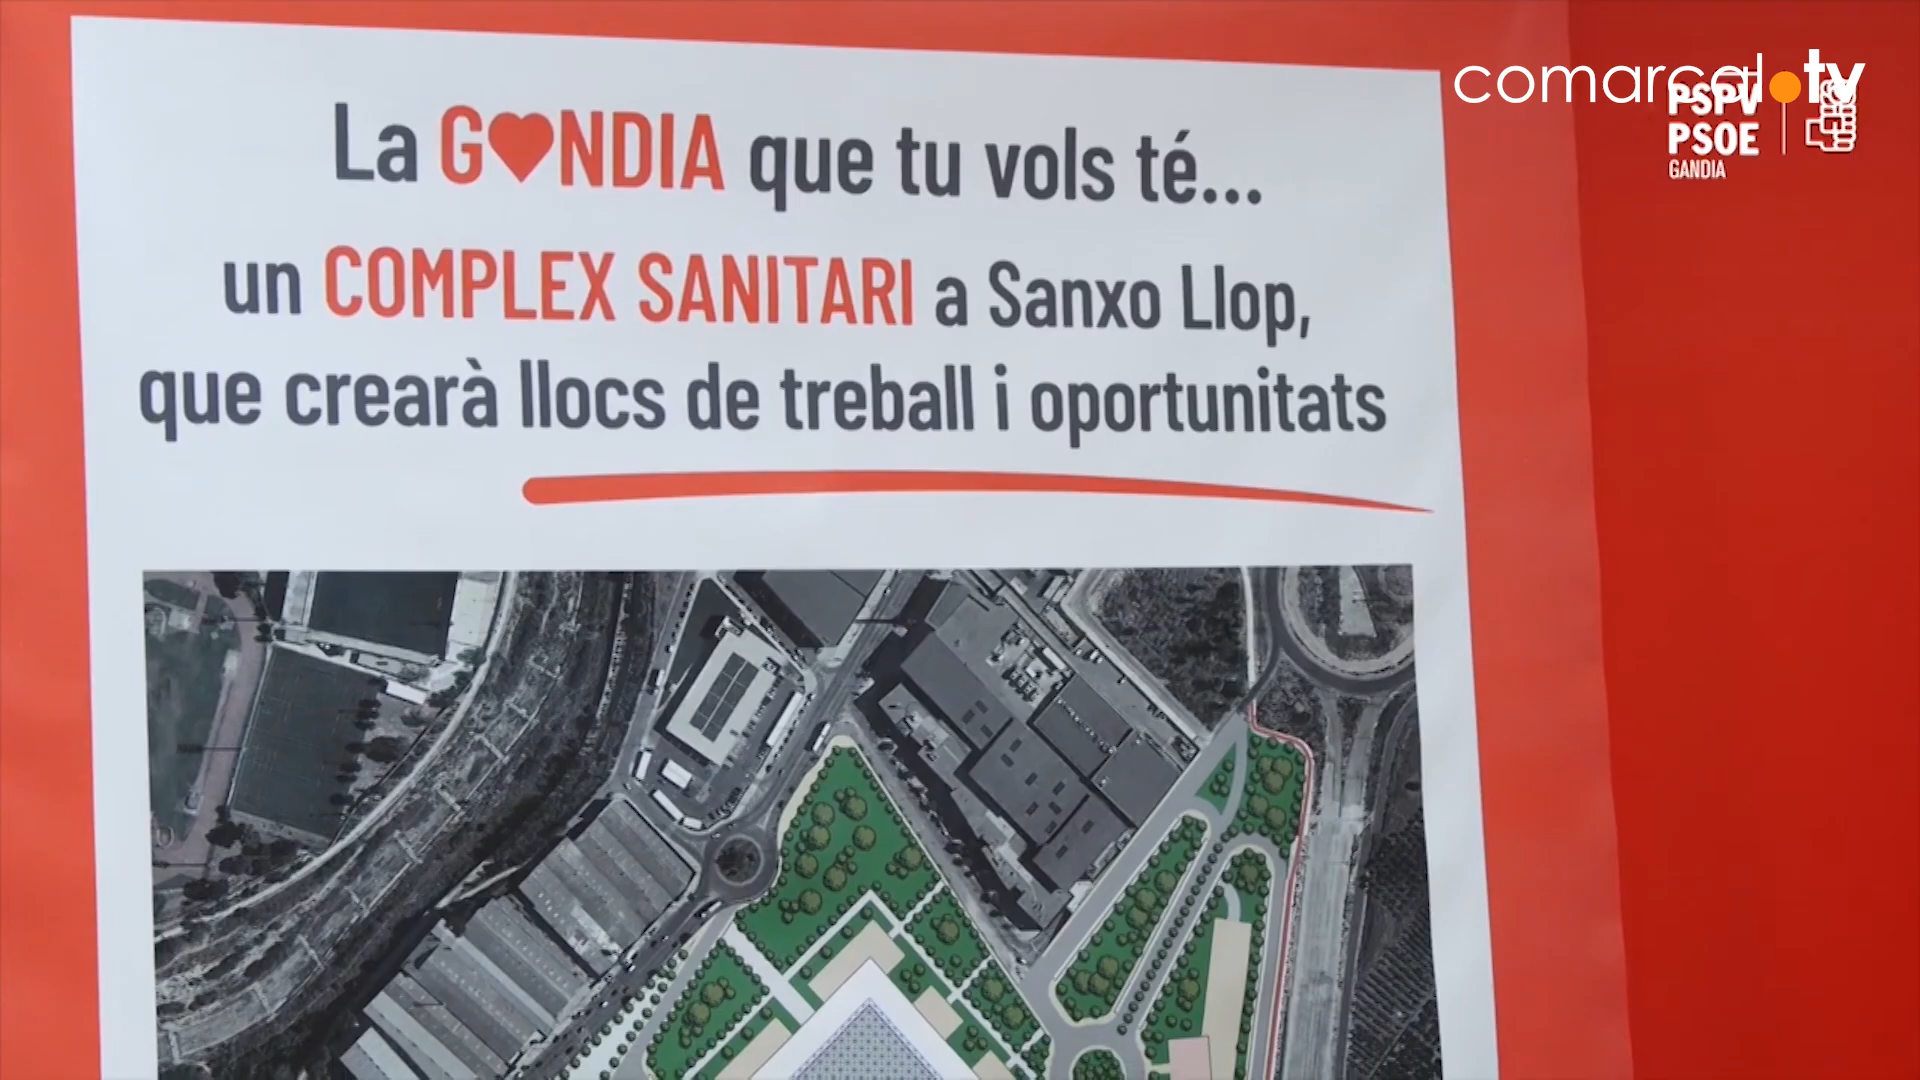 comarcal.tv
PSPV
PSOE
GANDIA
La G♥NDIA que tu vols té...
un COMPLEX SANITARI a Sanxo Llop,
que crearà llocs de treball i oportunitats